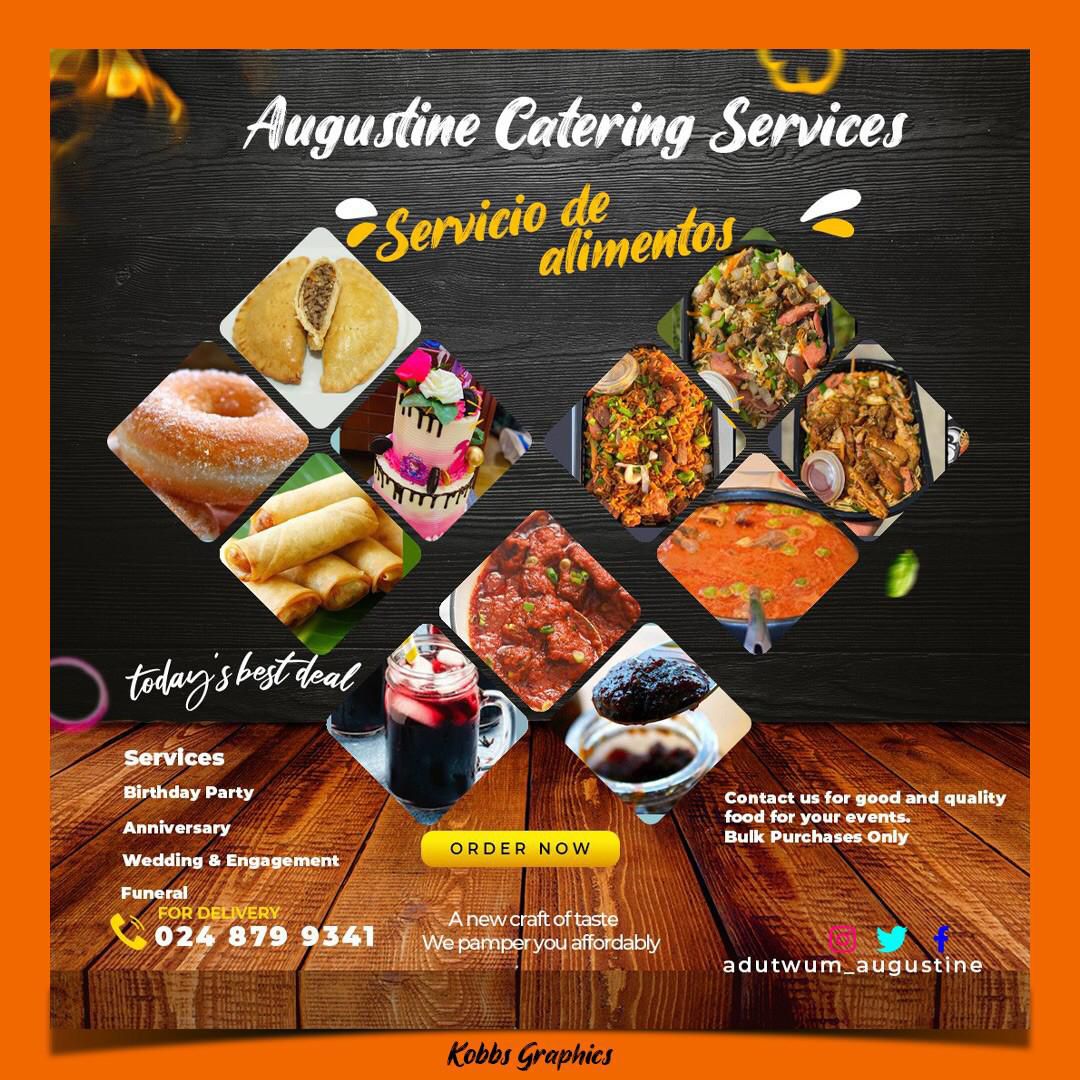 Augustine Catering Services
Servicio de
alimentos
today's best deal
Services
Birthday Party
Anniversary
Wedding & Engagement
Funeral
FOR DELIVERY
024 879 9341
ORDER NOW
A new craft of taste
We pamper you affordably
Contact us for good and quality
food for your events.
Bulk Purchases Only
adutwum_augustine
Kobbs Graphics